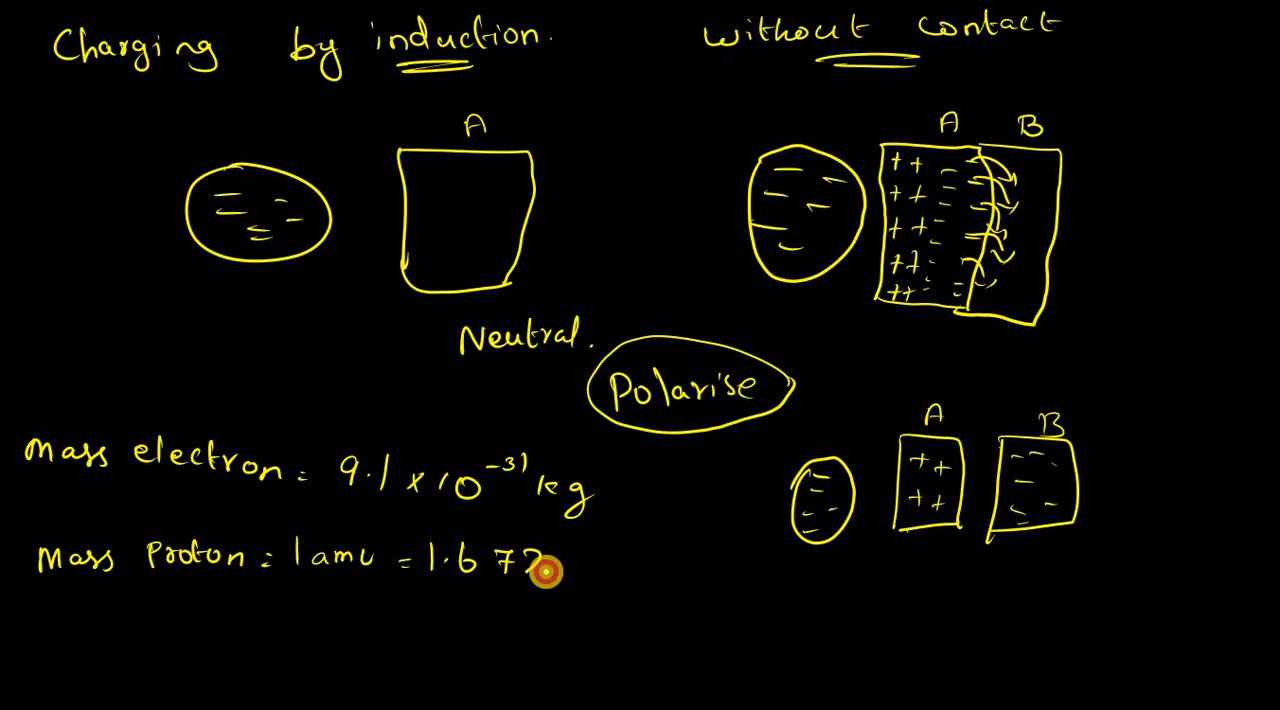 Charging by induction.
without contact
A
A B
+ + - -
+ + - -
+ + - -
+ + - -
+ + - -
Neutral.
Polarise
A B
+ +
+ +
Mass electron = 9.1 × 10⁻³¹ kg
Mass Proton = 1 amu = 1.67